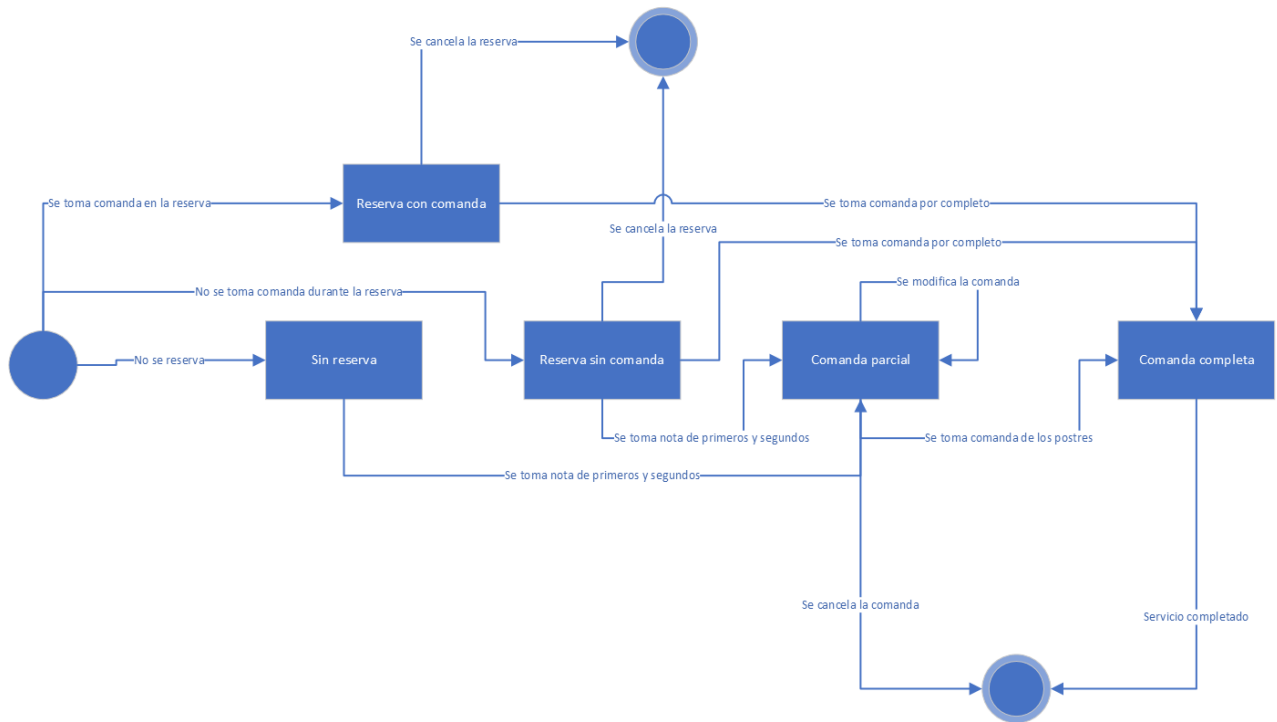 Se cancela la reserva
Reserva con comanda
Se toma comanda en la reserva
Se toma comanda por completo
Se cancela la reserva
Se toma comanda por completo
Se modifica la comanda
No se toma comanda durante la reserva
No se reserva
Sin reserva
Reserva sin comanda
Comanda parcial
Comanda completa
Se toma nota de primeros y segundos
Se toma comanda de los postres
Se toma nota de primeros y segundos
Se cancela la comanda
Servicio completado